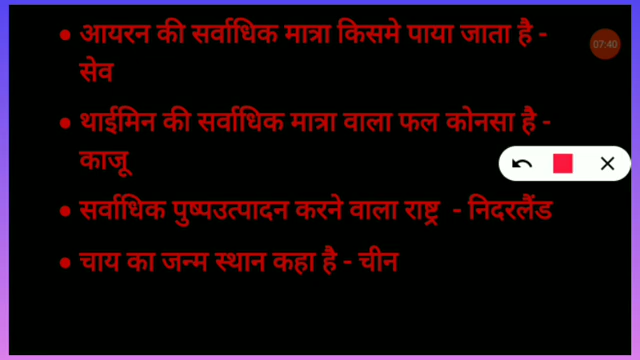 • आयरन की सर्वाधिक मात्रा किसमे पाया जाता है -
सेव
• थाईमिन की सर्वाधिक मात्रा वाला फल कोनसा है -
काजू
• सर्वाधिक पुष्पउत्पादन करने वाला राष्ट्र - निदरलैंड
• चाय का जन्म स्थान कहा है - चीन
07:40